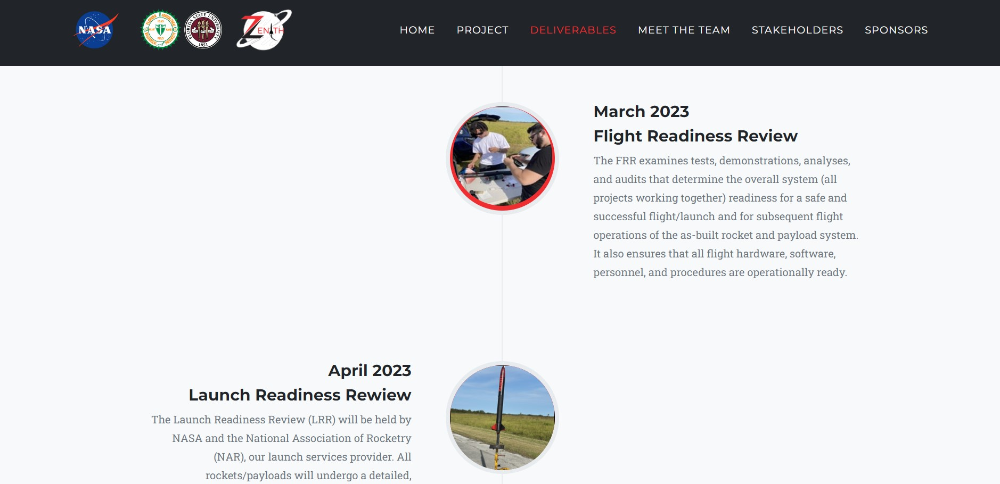 NASA
FLORIDA STATE UNIVERSITY
1851
ZENITH
HOME PROJECT DELIVERABLES MEET THE TEAM STAKEHOLDERS SPONSORS
March 2023
Flight Readiness Review
The FRR examines tests, demonstrations, analyses,
and audits that determine the overall system (all
projects working together) readiness for a safe and
successful flight/launch and for subsequent flight
operations of the as-built rocket and payload system.
It also ensures that all flight hardware, software,
personnel, and procedures are operationally ready.
April 2023
Launch Readiness Rewiew
The Launch Readiness Review (LRR) will be held by
NASA and the National Association of Rocketry
(NAR), our launch services provider. All
rockets/payloads will undergo a detailed,